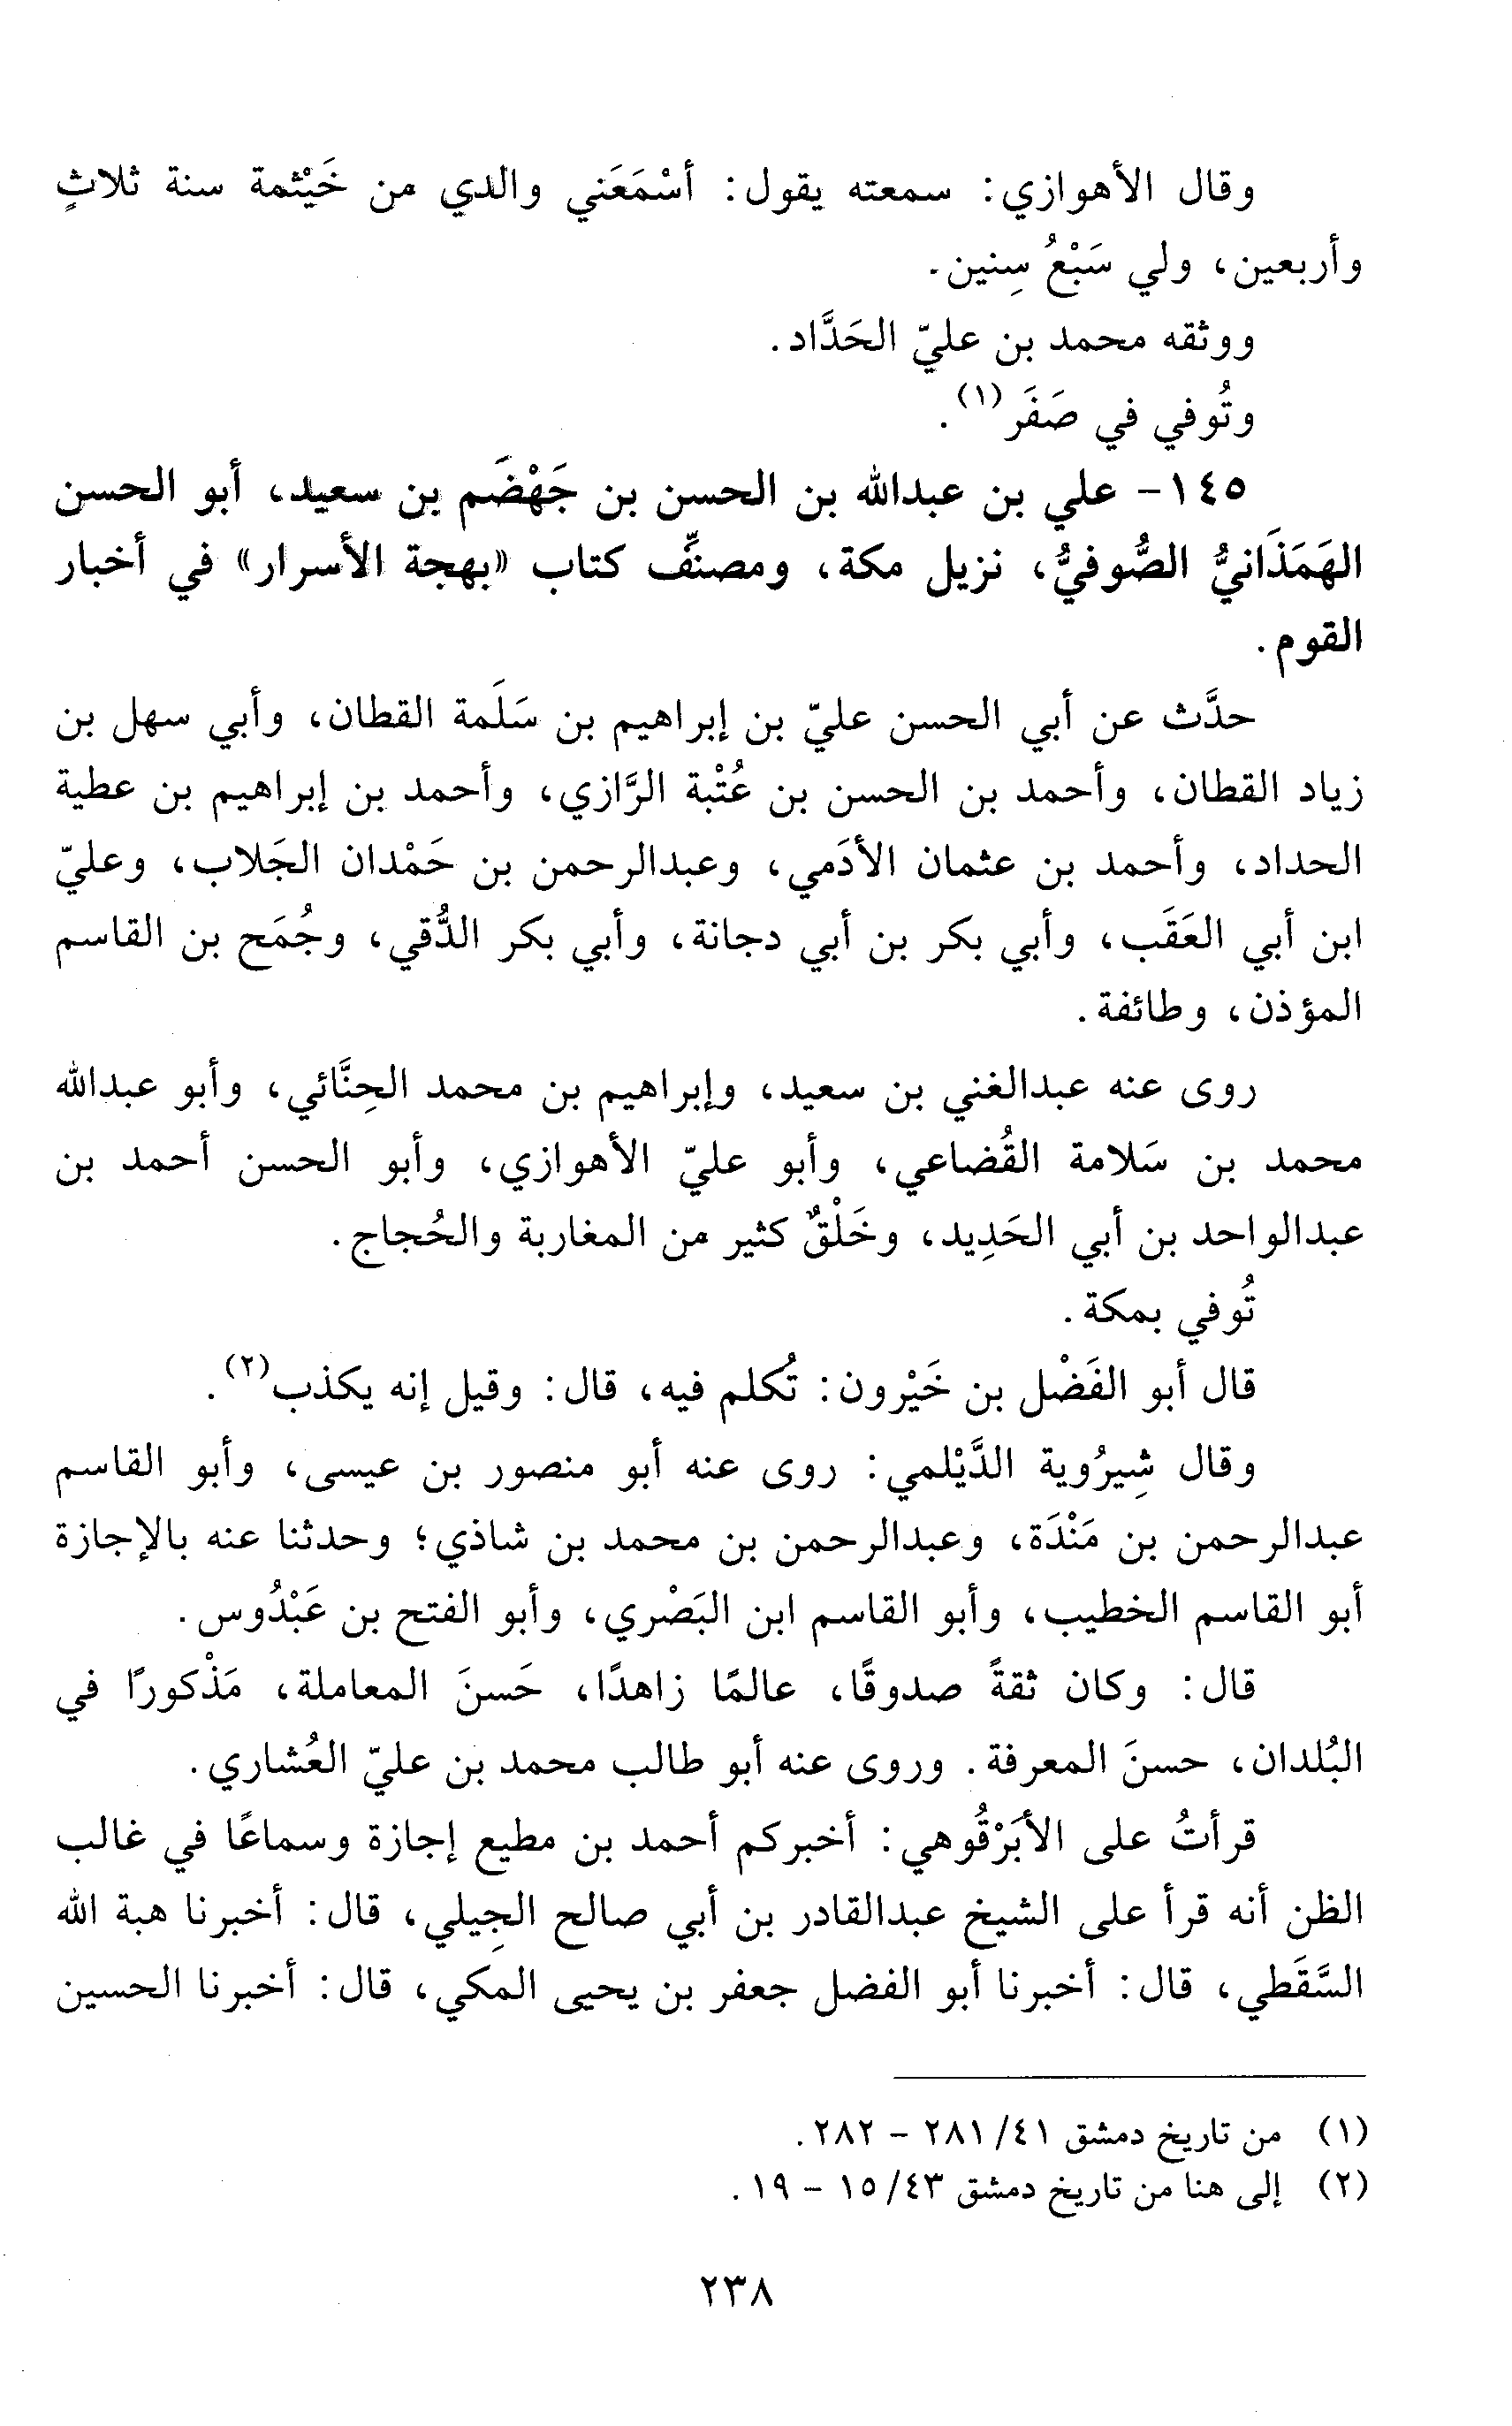 وقال الأهوازي: سمعته يقول: أسْمَعَني والدي من خَيْثمة سنة ثلاثٍ
وأربعين، ولي سَبْعُ سِنين.
ووثقه محمد بن عليّ الحَدَّاد.
وتُوفي في صَفَر(١).
١٤٥- علي بن عبدالله بن الحسن بن جَهْضَم بن سعيد، أبو الحسن
الهَمَذَانيُّ الصُّوفيُّ، نزيل مكة، ومصنِّف كتاب «بهجة الأسرار» في أخبار
القوم.
حدَّث عن أبي الحسن عليّ بن إبراهيم بن سَلَمة القطان، وأبي سهل بن
زياد القطان، وأحمد بن الحسن بن عُتْبة الرَّازي، وأحمد بن إبراهيم بن عطية
الحداد، وأحمد بن عثمان الأدَمي، وعبدالرحمن بن حَمْدان الجَلاب، وعليّ
ابن أبي العَقَب، وأبي بكر بن أبي دجانة، وأبي بكر الدُّقي، وجُمَح بن القاسم
المؤذن، وطائفة.
روى عنه عبدالغني بن سعيد، وإبراهيم بن محمد الحِنَّائي، وأبو عبدالله
محمد بن سَلامة القُضاعي، وأبو عليّ الأهوازي، وأبو الحسن أحمد بن
عبدالواحد بن أبي الحَدِيد، وخَلْقٌ كثير من المغاربة والحُجاج.
تُوفي بمكة.
قال أبو الفَضْل بن خَيْرون: تُكلم فيه، قال: وقيل إنه يكذب(٢).
وقال شِيرُوية الدَّيْلمي: روى عنه أبو منصور بن عيسى، وأبو القاسم
عبدالرحمن بن مَنْدَة، وعبدالرحمن بن محمد بن شاذي؛ وحدثنا عنه بالإجازة
أبو القاسم الخطيب، وأبو القاسم ابن البَصْري، وأبو الفتح بن عَبْدُوس.
قال: وكان ثقةً صدوقًا، عالمًا زاهدًا، حَسنَ المعاملة، مَذْكورًا في
البُلدان، حسنَ المعرفة. وروى عنه أبو طالب محمد بن عليّ العُشاري.
قرأتُ على الأبَرْقُوهي: أخبركم أحمد بن مطيع إجازة وسماعًا في غالب
الظن أنه قرأ على الشيخ عبدالقادر بن أبي صالح الجِيلي، قال: أخبرنا هبة الله
السَّقَطي، قال: أخبرنا أبو الفضل جعفر بن يحيى المكي، قال: أخبرنا الحسين
(١) من تاريخ دمشق ٤١/ ٢٨١ - ٢٨٢.
(٢) إلى هنا من تاريخ دمشق ٤٣/ ١٥ - ١٩.
٢٣٨